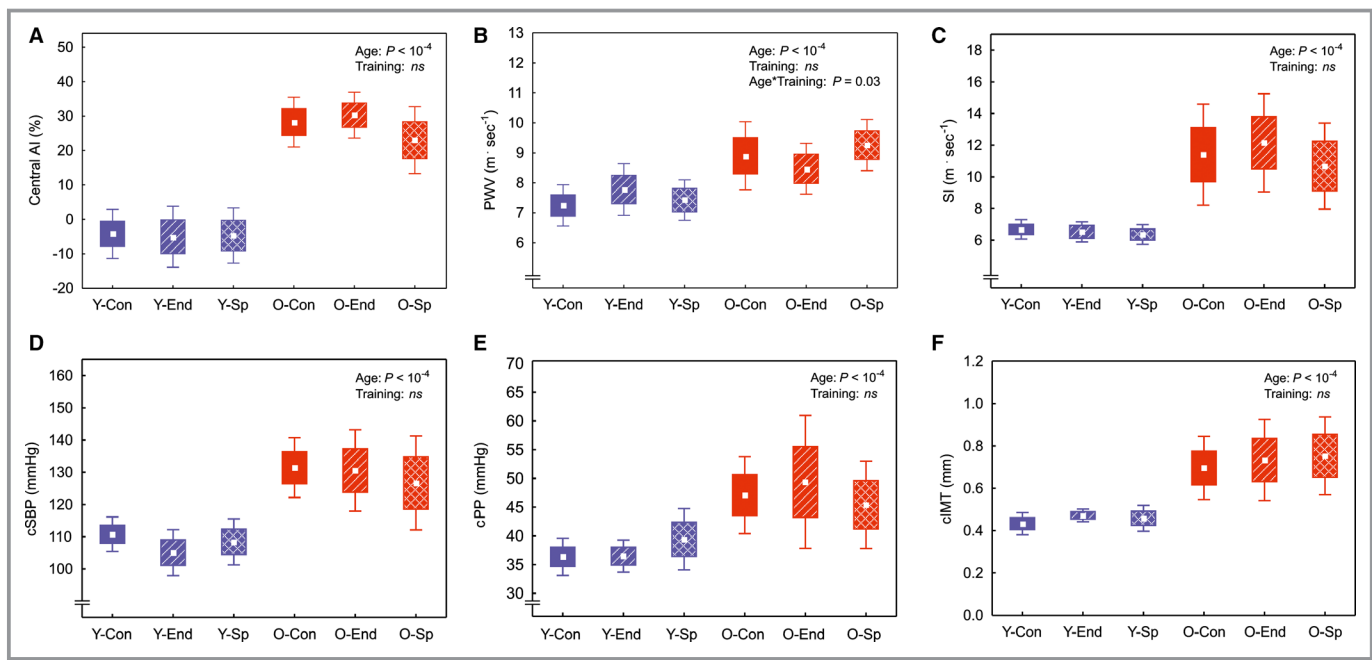 A
Age: P < 10⁻⁴
Training: ns
Central AI (%)
50
40
30
20
10
0
-10
-20
Y-Con Y-End Y-Sp O-Con O-End O-Sp
B
Age: P < 10⁻⁴
Training: ns
Age*Training: P = 0.03
PWV (m · sec⁻¹)
13
12
11
10
9
8
7
6
Y-Con Y-End Y-Sp O-Con O-End O-Sp
C
Age: P < 10⁻⁴
Training: ns
SI (m · sec⁻¹)
18
16
14
12
10
8
6
Y-Con Y-End Y-Sp O-Con O-End O-Sp
D
Age: P < 10⁻⁴
Training: ns
cSBP (mmHg)
160
150
140
130
120
110
100
Y-Con Y-End Y-Sp O-Con O-End O-Sp
E
Age: P < 10⁻⁴
Training: ns
cPP (mmHg)
70
65
60
55
50
45
40
35
30
Y-Con Y-End Y-Sp O-Con O-End O-Sp
F
Age: P < 10⁻⁴
Training: ns
cIMT (mm)
1.2
1.0
0.8
0.6
0.4
0.2
0.0
Y-Con Y-End Y-Sp O-Con O-End O-Sp